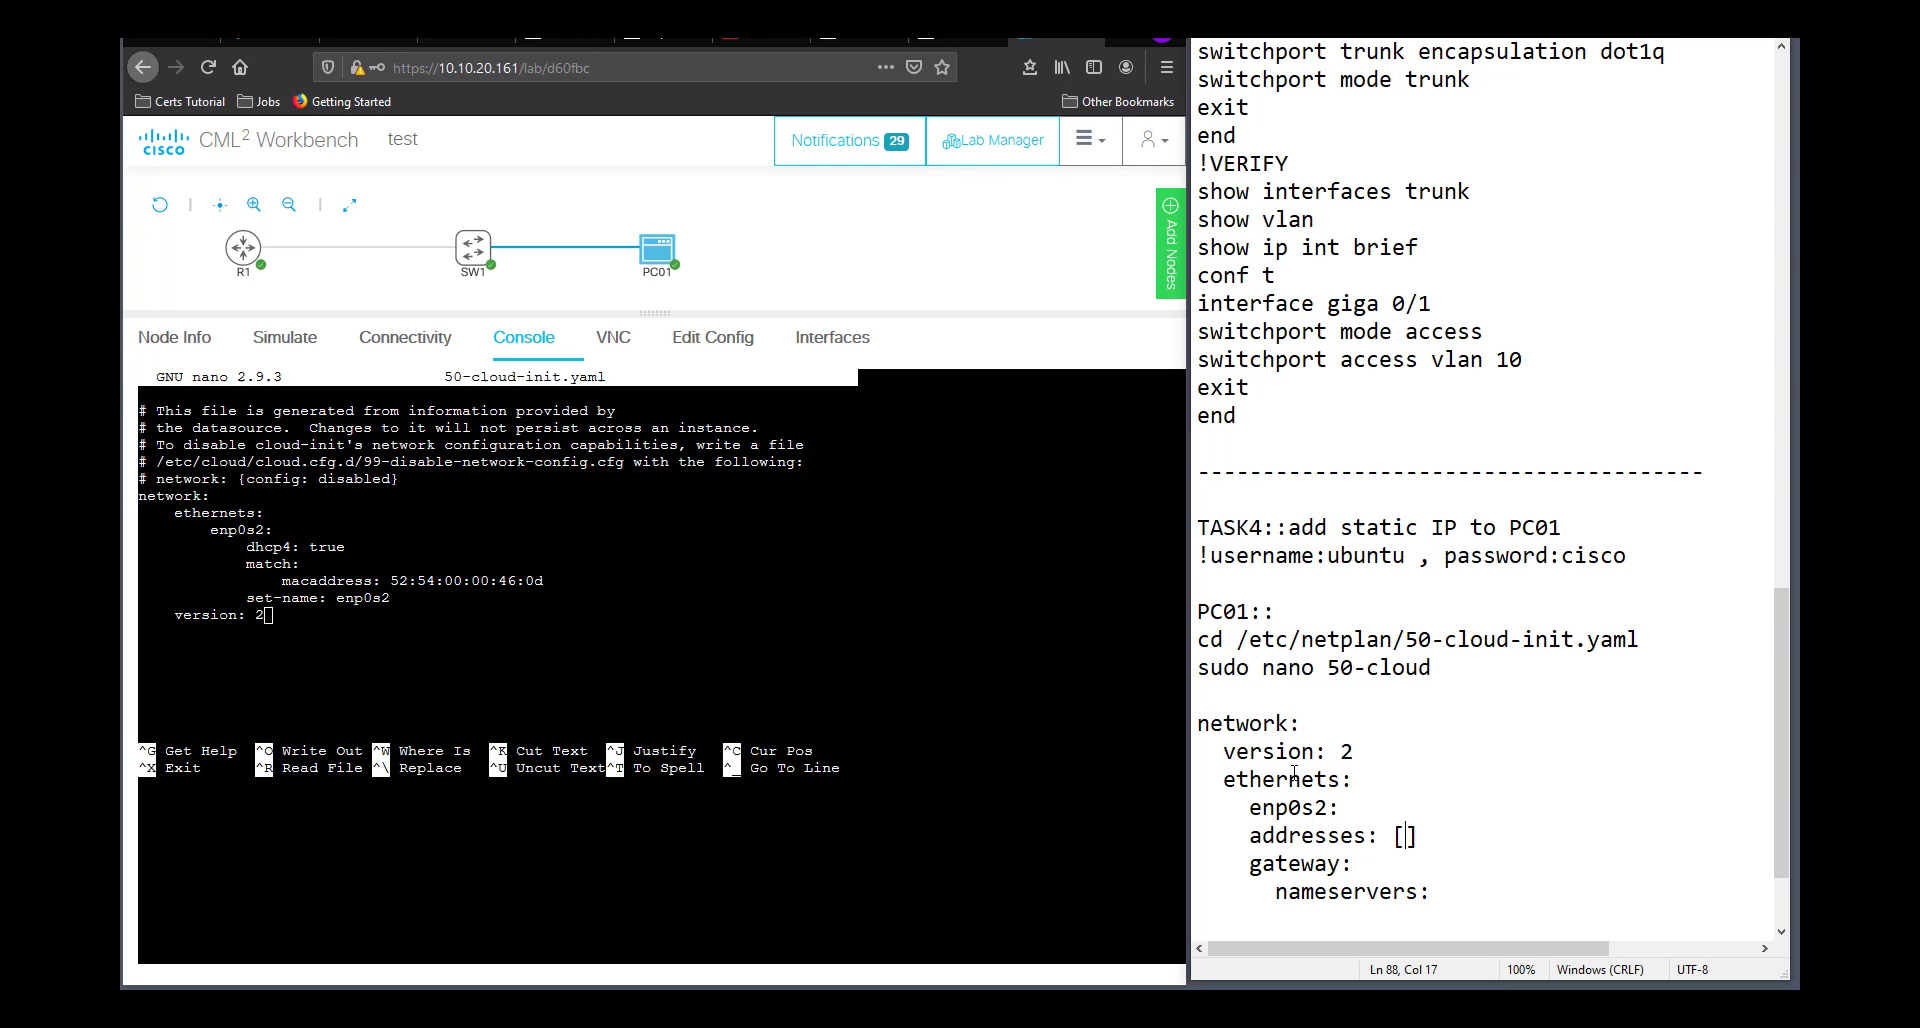 https://10.10.20.161/lab/d60fbc
Certs Tutorial
Jobs
Getting Started
Other Bookmarks
cisco
CML2 Workbench
test
Notifications 29
Lab Manager
R1
SW1
PC01
Add Nodes
Node Info
Simulate
Connectivity
Console
VNC
Edit Config
Interfaces
GNU nano 2.9.3 50-cloud-init.yaml
# This file is generated from information provided by
# the datasource.  Changes to it will not persist across an instance.
# To disable cloud-init's network configuration capabilities, write a file
# /etc/cloud/cloud.cfg.d/99-disable-network-config.cfg with the following:
# network: {config: disabled}
network:
    ethernets:
        enp0s2:
            dhcp4: true
            match:
                macaddress: 52:54:00:00:46:0d
            set-name: enp0s2
    version: 2
^G Get Help ^O Write Out ^W Where Is ^K Cut Text ^J Justify ^C Cur Pos
^X Exit ^R Read File ^\ Replace ^U Uncut Text ^T To Spell ^_ Go To Line
switchport trunk encapsulation dot1q
switchport mode trunk
exit
end
!VERIFY
show interfaces trunk
show vlan
show ip int brief
conf t
interface giga 0/1
switchport mode access
switchport access vlan 10
exit
end
---------------------------------------
TASK4::add static IP to PC01
!username:ubuntu , password:cisco
PC01::
cd /etc/netplan/50-cloud-init.yaml
sudo nano 50-cloud
network:
  version: 2
  ethernets:
    enp0s2:
    addresses: []
    gateway:
      nameservers:
Ln 88, Col 17
100%
Windows (CRLF)
UTF-8